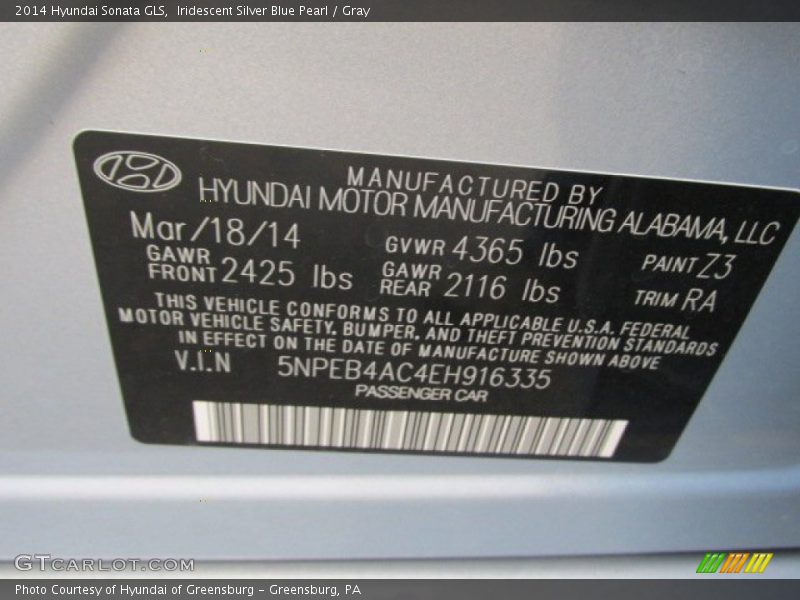 2014 Hyundai Sonata GLS,  Iridescent Silver Blue Pearl / Gray
MANUFACTURED BY
HYUNDAI MOTOR MANUFACTURING ALABAMA, LLC
Mar/18/14 GVWR 4365 lbs PAINT Z3
GAWR FRONT 2425 lbs GAWR REAR 2116 lbs TRIM RA
THIS VEHICLE CONFORMS TO ALL APPLICABLE U.S.A. FEDERAL
MOTOR VEHICLE SAFETY, BUMPER, AND THEFT PREVENTION STANDARDS
IN EFFECT ON THE DATE OF MANUFACTURE SHOWN ABOVE
V.I.N 5NPEB4AC4EH916335
PASSENGER CAR
GTCARLOT.COM
Photo Courtesy of Hyundai of Greensburg - Greensburg, PA